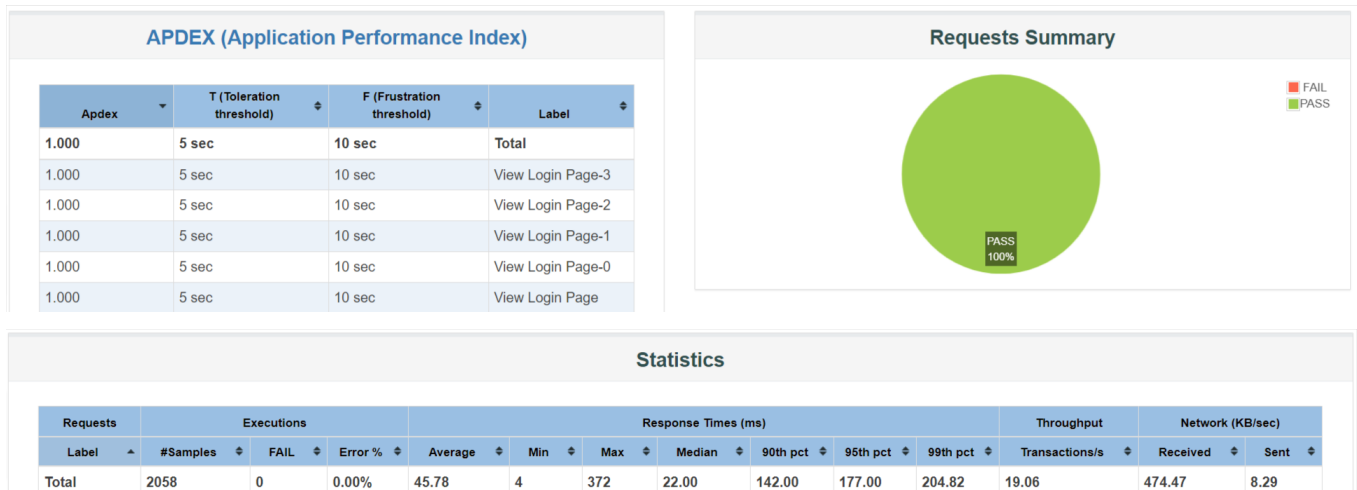 APDEX (Application Performance Index)
Apdex T (Toleration threshold) F (Frustration threshold) Label
1.000 5 sec 10 sec Total
1.000 5 sec 10 sec View Login Page-3
1.000 5 sec 10 sec View Login Page-2
1.000 5 sec 10 sec View Login Page-1
1.000 5 sec 10 sec View Login Page-0
1.000 5 sec 10 sec View Login Page
Requests Summary
FAIL
PASS
PASS
100%
Statistics
Requests Executions Response Times (ms) Throughput Network (KB/sec)
Label #Samples FAIL Error % Average Min Max Median 90th pct 95th pct 99th pct Transactions/s Received Sent
Total 2058 0 0.00% 45.78 4 372 22.00 142.00 177.00 204.82 19.06 474.47 8.29